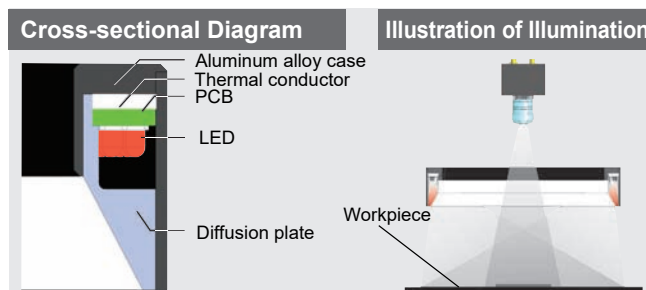 Cross-sectional Diagram
Illustration of Illumination
Aluminum alloy case
Thermal conductor
PCB
LED
Diffusion plate
Workpiece